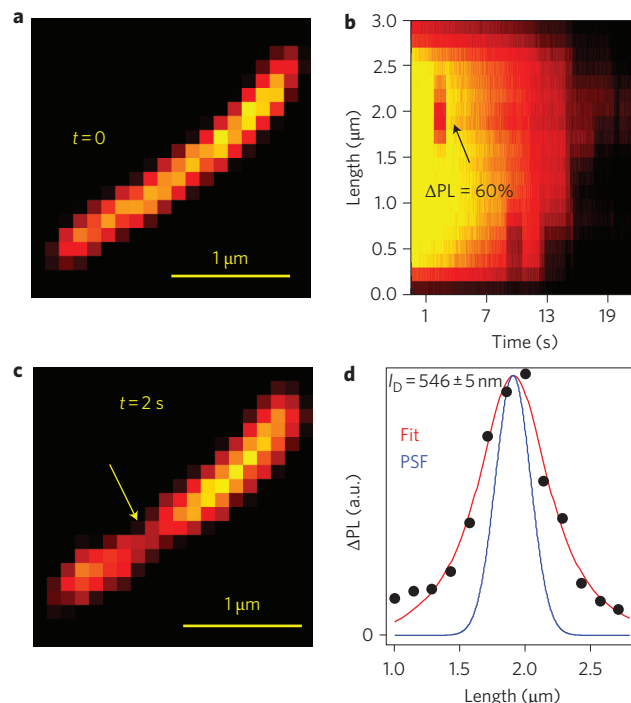 a
t = 0
1 μm
b
3.0
2.5
2.0
1.5
1.0
0.5
0.0
Length (μm)
ΔPL = 60%
1 7 13 19
Time (s)
c
t = 2 s
1 μm
d
lD = 546 ± 5 nm
Fit
PSF
ΔPL (a.u.)
0
1.0 1.5 2.0 2.5
Length (μm)